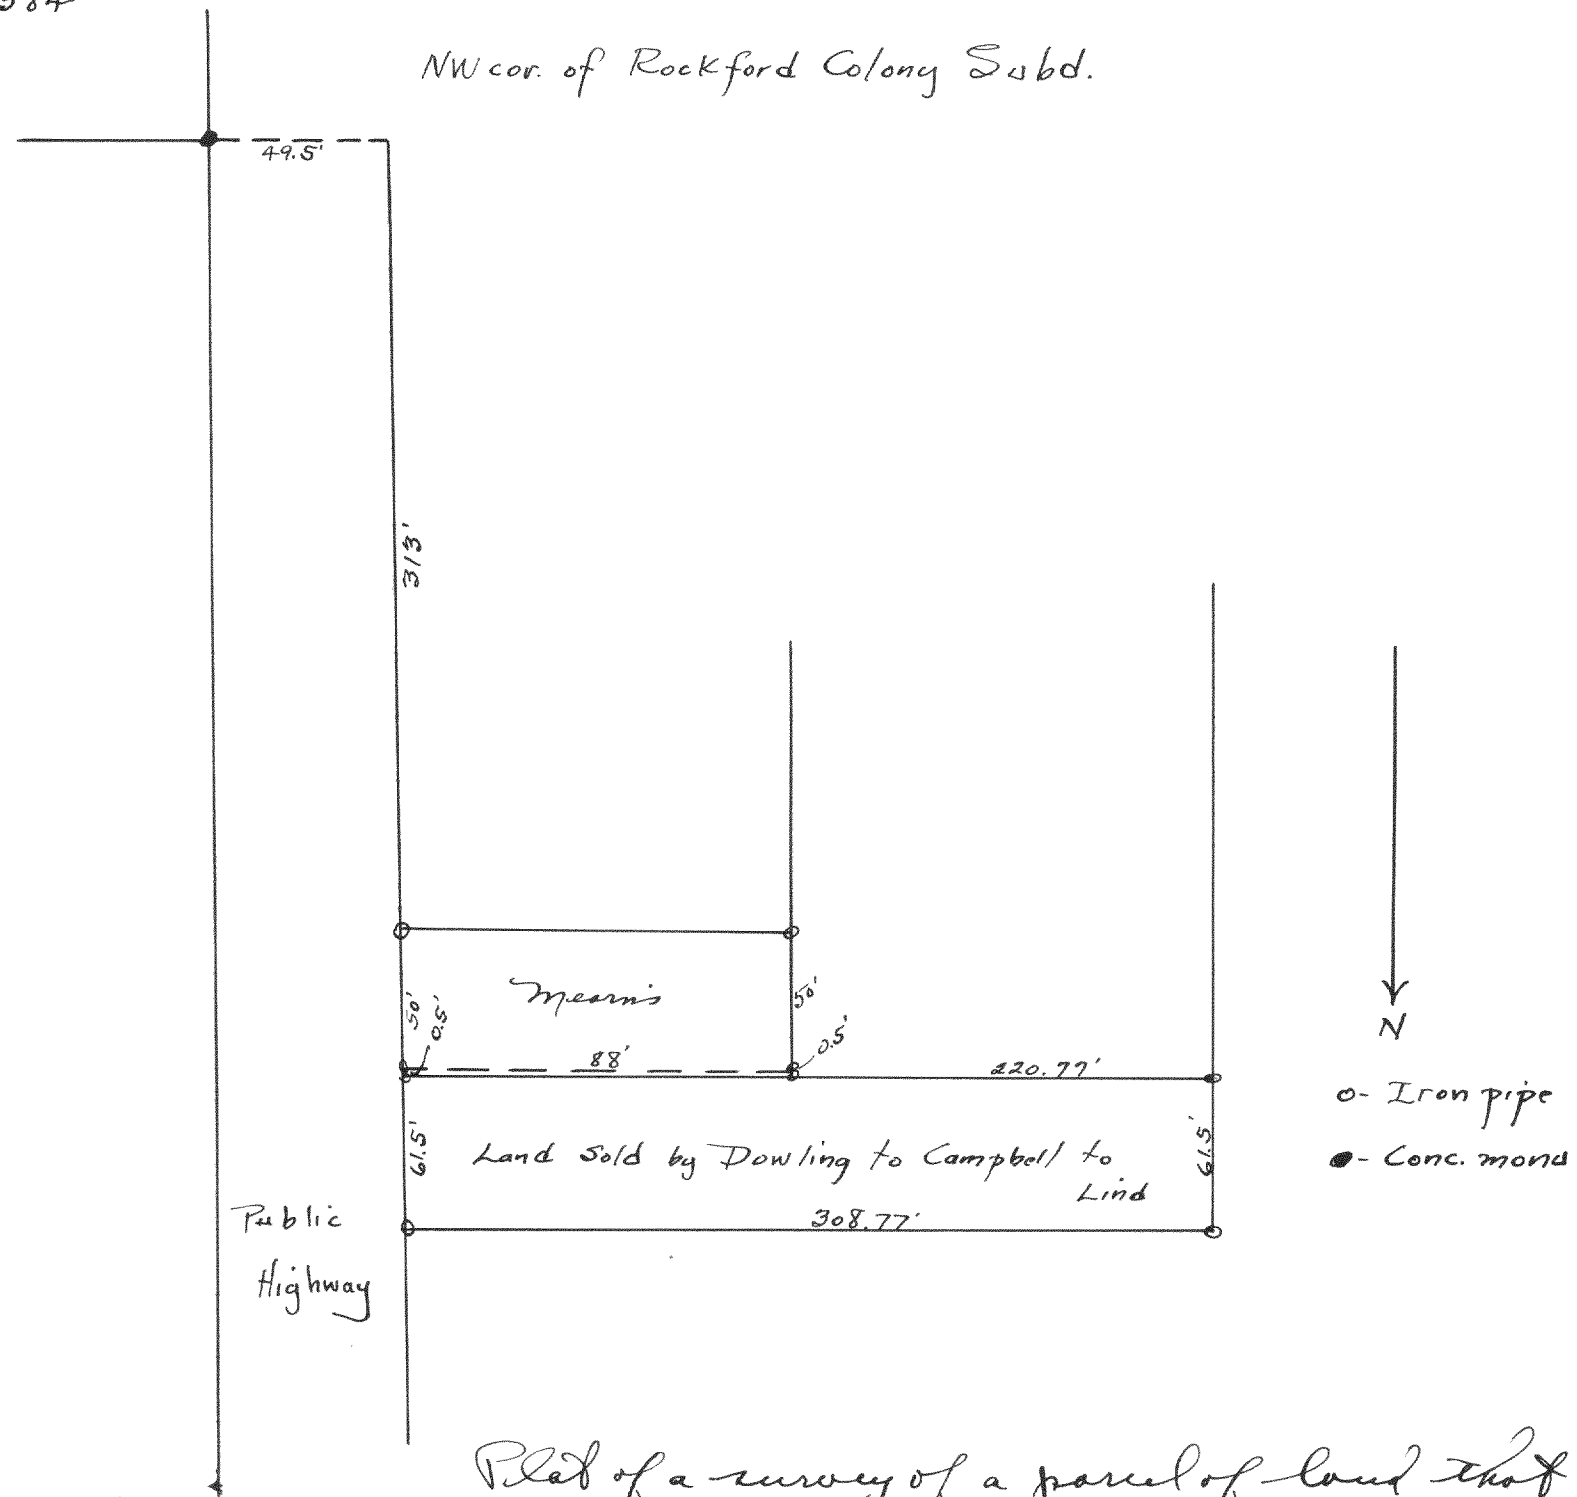 NW cor. of Rockford Colony Subd.
49.5'
313'
Mearns
50'
0.5'
50'
0.5'
88'
220.77'
N
o- Iron pipe
●- Conc. monu
61.5'
Land Sold by Dowling to Campbell to
Lind
61.5'
308.77'
Public
Highway
Plat of a survey of a parcel of land that